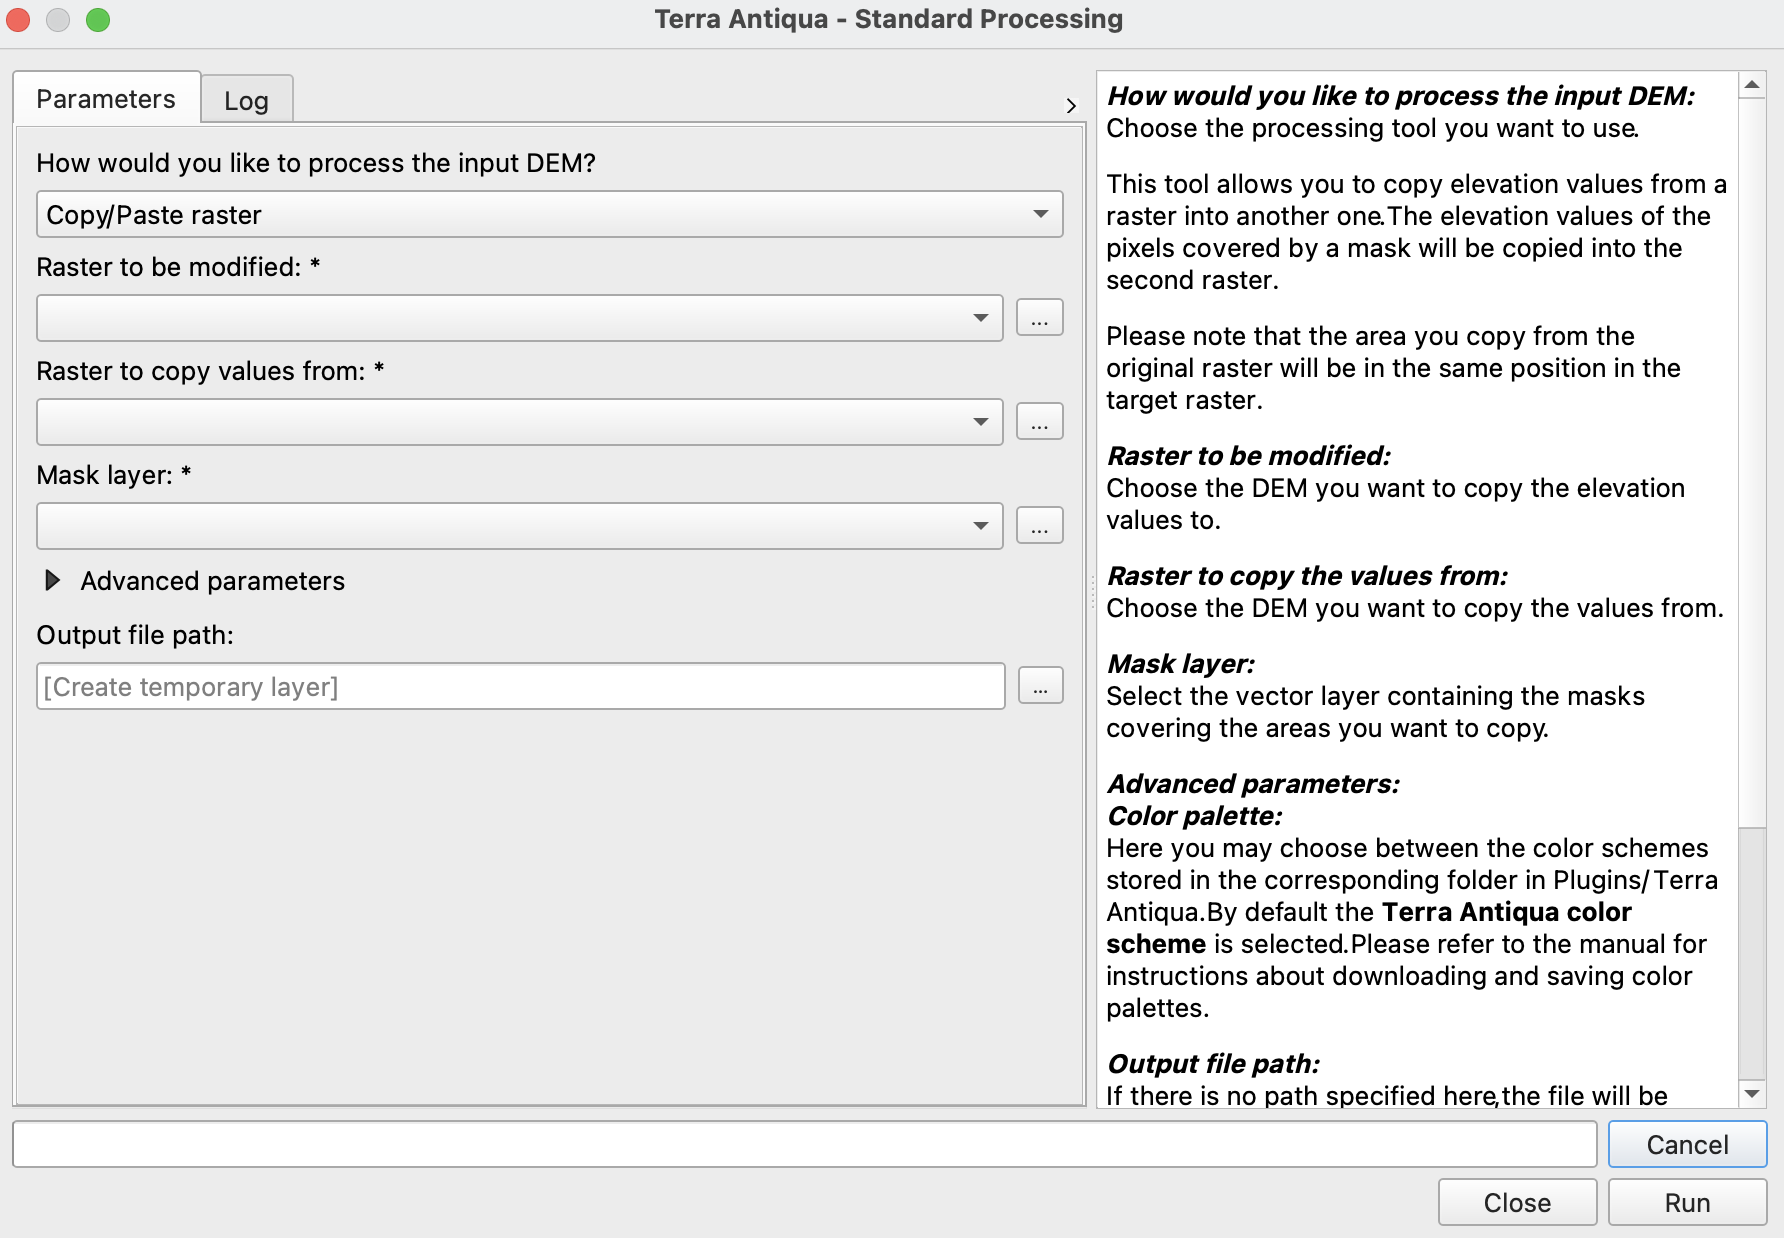 Terra Antiqua - Standard Processing
Parameters
Log
How would you like to process the input DEM?
Copy/Paste raster
Raster to be modified: *
...
Raster to copy values from: *
...
Mask layer: *
...
Advanced parameters
Output file path:
[Create temporary layer]
...
How would you like to process the input DEM:
Choose the processing tool you want to use.
This tool allows you to copy elevation values from a
raster into another one.The elevation values of the
pixels covered by a mask will be copied into the
second raster.
Please note that the area you copy from the
original raster will be in the same position in the
target raster.
Raster to be modified:
Choose the DEM you want to copy the elevation
values to.
Raster to copy the values from:
Choose the DEM you want to copy the values from.
Mask layer:
Select the vector layer containing the masks
covering the areas you want to copy.
Advanced parameters:
Color palette:
Here you may choose between the color schemes
stored in the corresponding folder in Plugins/Terra
Antiqua.By default the Terra Antiqua color
scheme is selected.Please refer to the manual for
instructions about downloading and saving color
palettes.
Output file path:
If there is no path specified here,the file will be
Cancel
Close
Run